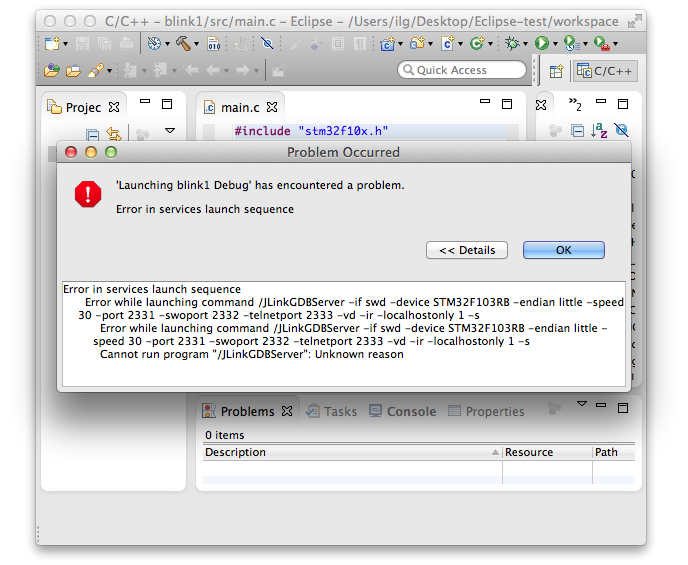 C/C++ – blink1/src/main.c – Eclipse – /Users/ilg/Desktop/Eclipse-test/workspace
010
Quick Access
C/C++
Projec
main.c
»2
#include "stm32f10x.h"
Problem Occurred
'Launching blink1 Debug' has encountered a problem.
Error in services launch sequence
<< Details
OK
Error in services launch sequence
Error while launching command /JLinkGDBServer –if swd –device STM32F103RB –endian little –speed
30 –port 2331 –swoport 2332 –telnetport 2333 –vd –ir –localhostonly 1 –s
Error while launching command /JLinkGDBServer –if swd –device STM32F103RB –endian little –
speed 30 –port 2331 –swoport 2332 –telnetport 2333 –vd –ir –localhostonly 1 –s
Cannot run program "/JLinkGDBServer": Unknown reason
Problems
Tasks
Console
Properties
0 items
Description
Resource
Path